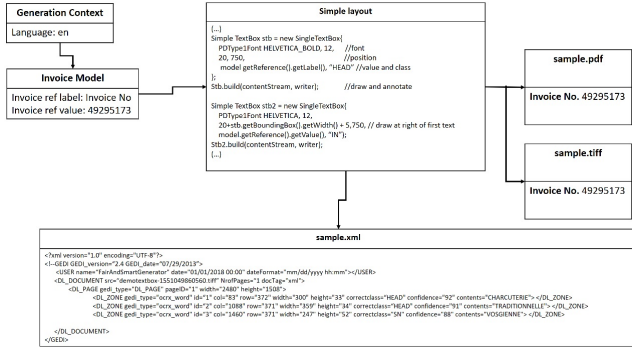 Generation Context
Language: en
Invoice Model
Invoice ref label: Invoice No
Invoice ref value: 49295173
Simple layout
{...}
Simple TextBox stb = new SingleTextBox(
PDType1Font HELVETICA_BOLD, 12, //font
20, 750, //position
model getReference().getLabel(), "HEAD" //value and class
};
Stb.build(contentStream, writer); //draw and annotate
Simple TextBox stb2 = new SingleTextBox(
PDType1Font HELVETICA, 12,
20+stb.getBoundingBox().getWidth() + 5,750, // draw at right of first text
model.getReference().getValue(), "IN");
Stb2.build(contentStream, writer);
{...}
sample.pdf
Invoice No. 49295173
sample.tiff
Invoice No. 49295173
sample.xml
<?xml version="1.0" encoding="UTF-8"?>
<!--GEDI GEDI_version="2.4 GEDI_date="07/29/2013">
<USER name="FairAndSmartGenerator" date="01/01/2018 00:00" dateFormat="mm/dd/yyyy hh:mm"></USER>
<DL_DOCUMENT src="demotextbox-1551049860560.tiff" NrofPages="1 docTag="xml">
<DL_PAGE gedi_type="DL_PAGE" pageID="1" width="2480" height="1508">
<DL_ZONE gedi_type="ocrx_word" id="1" col="83" row="372" width="300" height="33" correctclass="HEAD" confidence="92" contents="CHARCUTERIE"> </DL_ZONE>
<DL_ZONE gedi_type="ocrx_word" id="2" col="1088" row="371" width="359" height="34" correctclass="HEAD" confidence="91" contents="TRADITIONNELLE"> </DL_ZONE>
<DL_ZONE gedi_type="ocrx_word" id="3" col="1460" row="371" width="247" height="52" correctclass="SN" confidence="88" contents="VOSGIENNE"> </DL_ZONE>
</DL_DOCUMENT>
</GEDI>